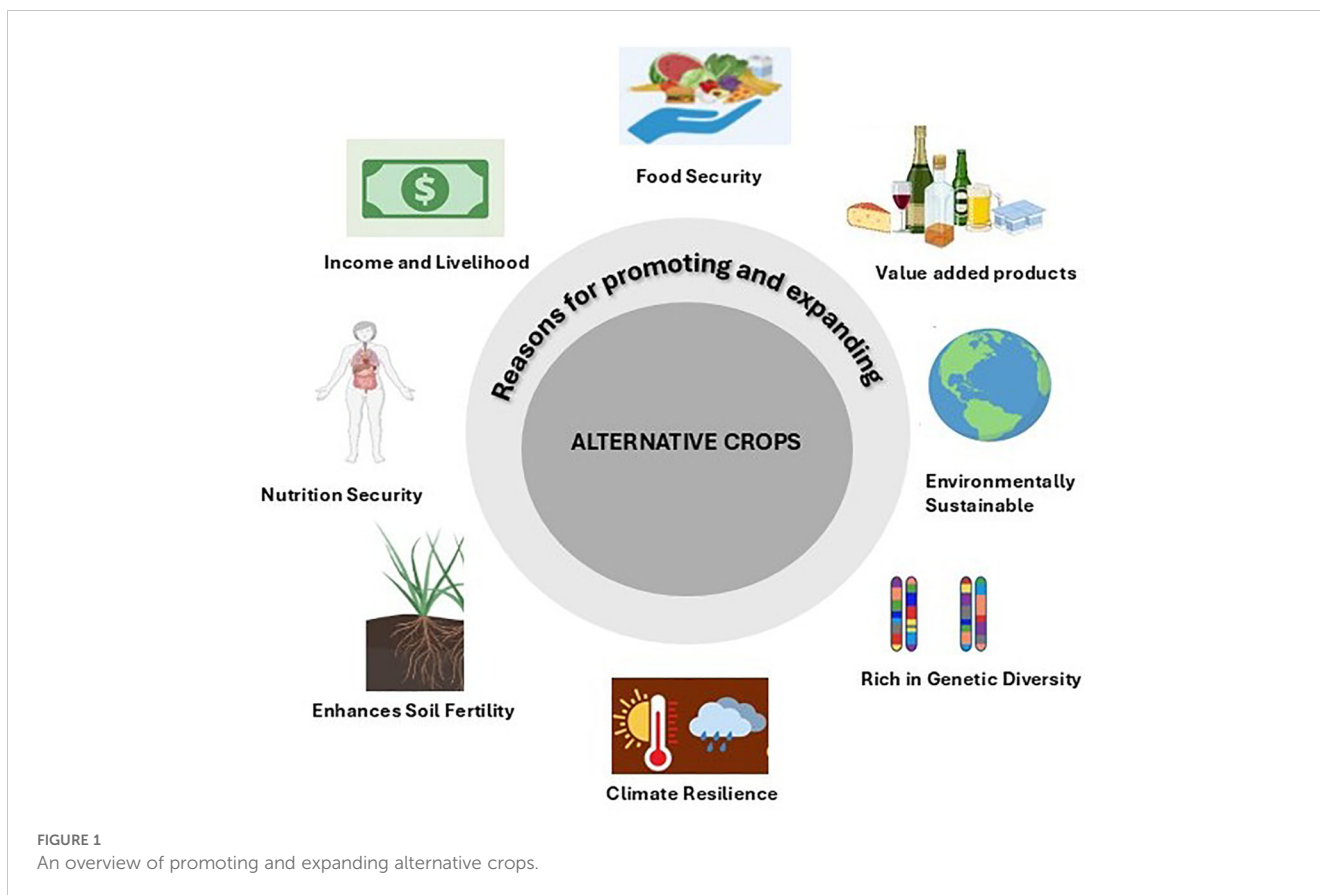 Food Security
Value added products
Environmentally
Sustainable
Rich in Genetic Diversity
Climate Resilience
Enhances Soil Fertility
Nutrition Security
Income and Livelihood
$
Reasons for promoting and expanding
ALTERNATIVE CROPS
FIGURE 1
An overview of promoting and expanding alternative crops.